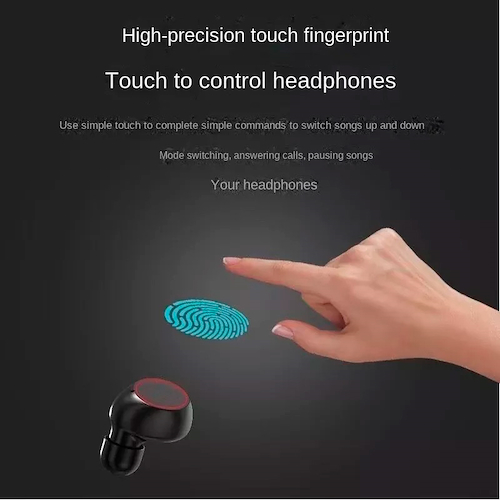 High-precision touch fingerprint
Touch to control headphones
Use simple touch to complete simple commands to switch songs up and down
Mode switching, answering calls, pausing songs
Your headphones